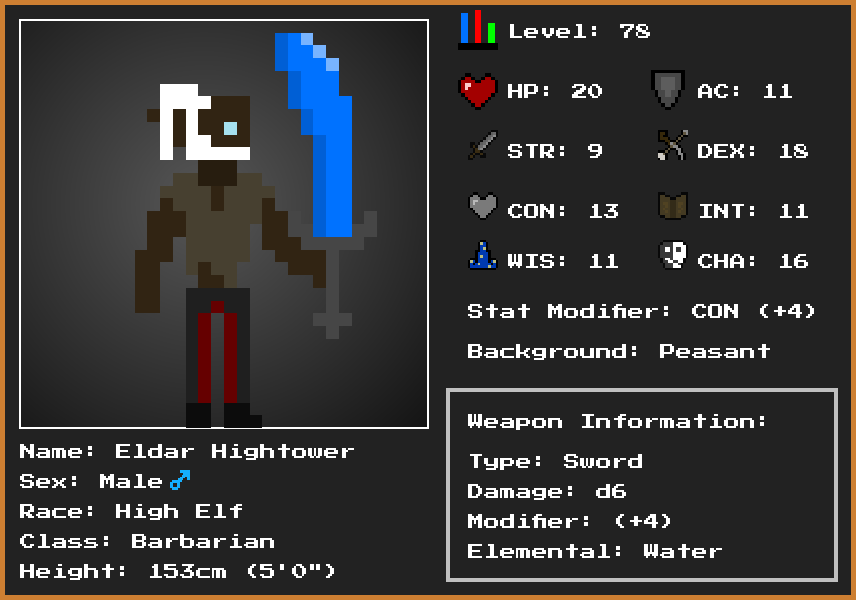 Level: 78
HP: 20
AC: 11
STR: 9
DEX: 18
CON: 13
INT: 11
WIS: 11
CHA: 16
Stat Modifier: CON (+4)
Background: Peasant
Weapon Information:
Type: Sword
Damage: d6
Modifier: (+4)
Elemental: Water
Name: Eldar Hightower
Sex: Male♂
Race: High Elf
Class: Barbarian
Height: 153cm (5'0")